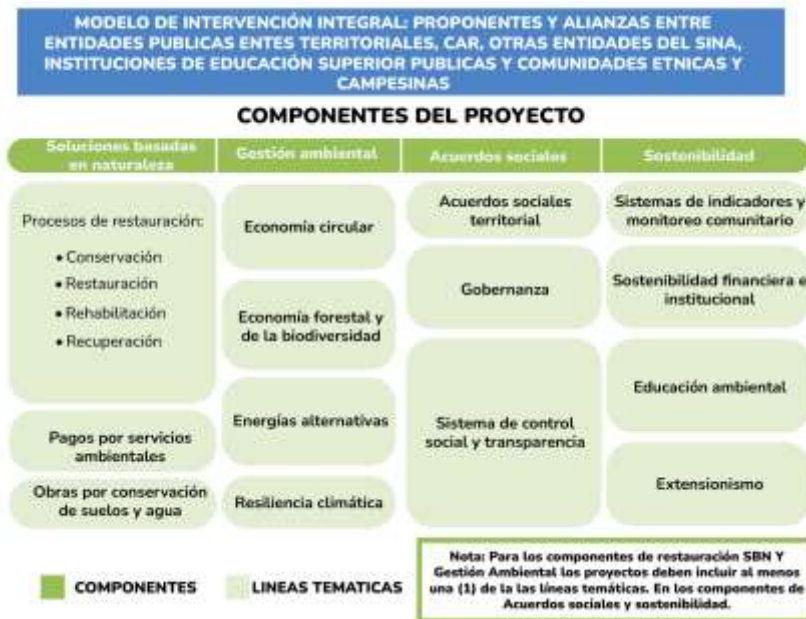 MODELO DE INTERVENCIÓN INTEGRAL: PROPONENTES Y ALIANZAS ENTRE
ENTIDADES PUBLICAS ENTES TERRITORIALES, CAR, OTRAS ENTIDADES DEL SINA,
INSTITUCIONES DE EDUCACIÓN SUPERIOR PUBLICAS Y COMUNIDADES ETNICAS Y
CAMPESINAS
COMPONENTES DEL PROYECTO
Soluciones basadas
en naturaleza
Procesos de restauración:
• Conservación
• Restauración
• Rehabilitación
• Recuperación
Pagos por servicios
ambientales
Obras por conservación
de suelos y agua
Gestión ambiental
Economía circular
Economía forestal y
de la biodiversidad
Energías alternativas
Resiliencia climática
Acuerdos sociales
Acuerdos sociales
territorial
Gobernanza
Sistema de control
social y transparencia
Sostenibilidad
Sistemas de indicadores y
monitoreo comunitario
Sostenibilidad financiera e
institucional
Educación ambiental
Extensionismo
COMPONENTES
LINEAS TEMATICAS
Nota: Para los componentes de restauración SBN Y
Gestión Ambiental los proyectos deben incluir al menos
una (1) de la las líneas temáticas. En los componentes de
Acuerdos sociales y sostenibilidad.